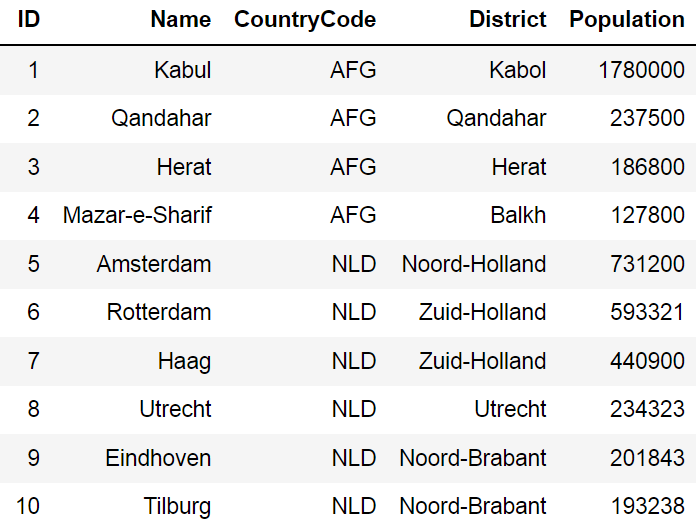 ID Name CountryCode District Population
1 Kabul AFG Kabol 1780000
2 Qandahar AFG Qandahar 237500
3 Herat AFG Herat 186800
4 Mazar-e-Sharif AFG Balkh 127800
5 Amsterdam NLD Noord-Holland 731200
6 Rotterdam NLD Zuid-Holland 593321
7 Haag NLD Zuid-Holland 440900
8 Utrecht NLD Utrecht 234323
9 Eindhoven NLD Noord-Brabant 201843
10 Tilburg NLD Noord-Brabant 193238